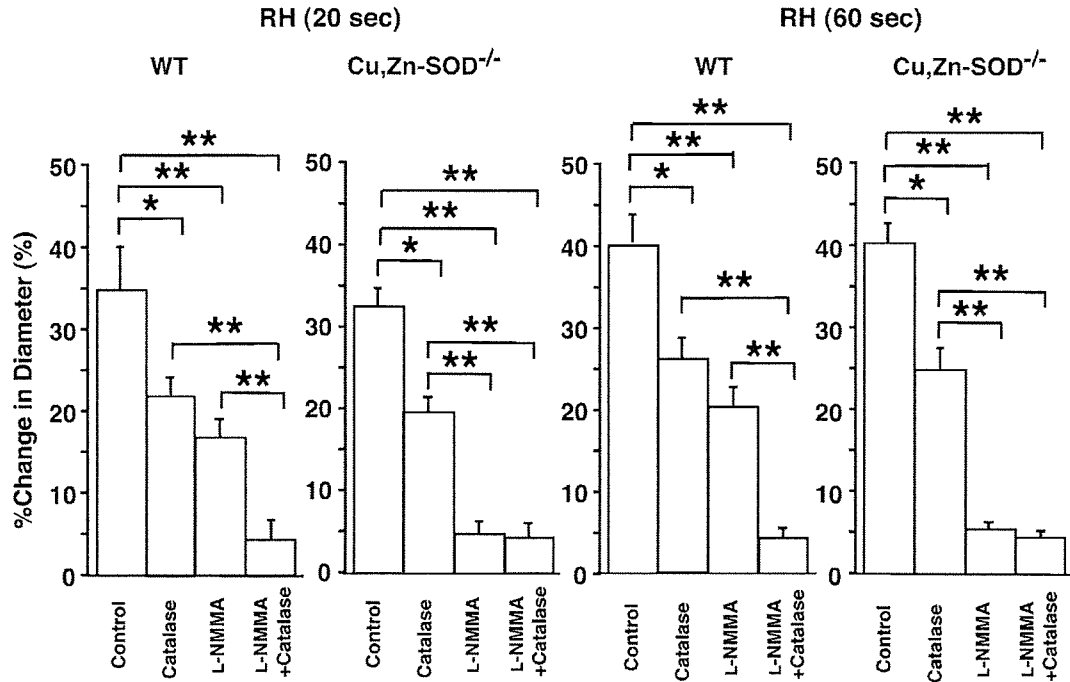 RH (20 sec)
RH (60 sec)
WT
Cu,Zn-SOD-/-
WT
Cu,Zn-SOD-/-
%Change in Diameter (%)
50
40
30
20
10
0
**
**
*
**
**
Control
Catalase
L-NMMA
L-NMMA
+Catalase
50
40
30
20
10
0
**
**
*
**
**
Control
Catalase
L-NMMA
L-NMMA
+Catalase
50
40
30
20
10
0
**
**
*
**
**
Control
Catalase
L-NMMA
L-NMMA
+Catalase
50
40
30
20
10
0
**
**
*
**
**
Control
Catalase
L-NMMA
L-NMMA
+Catalase